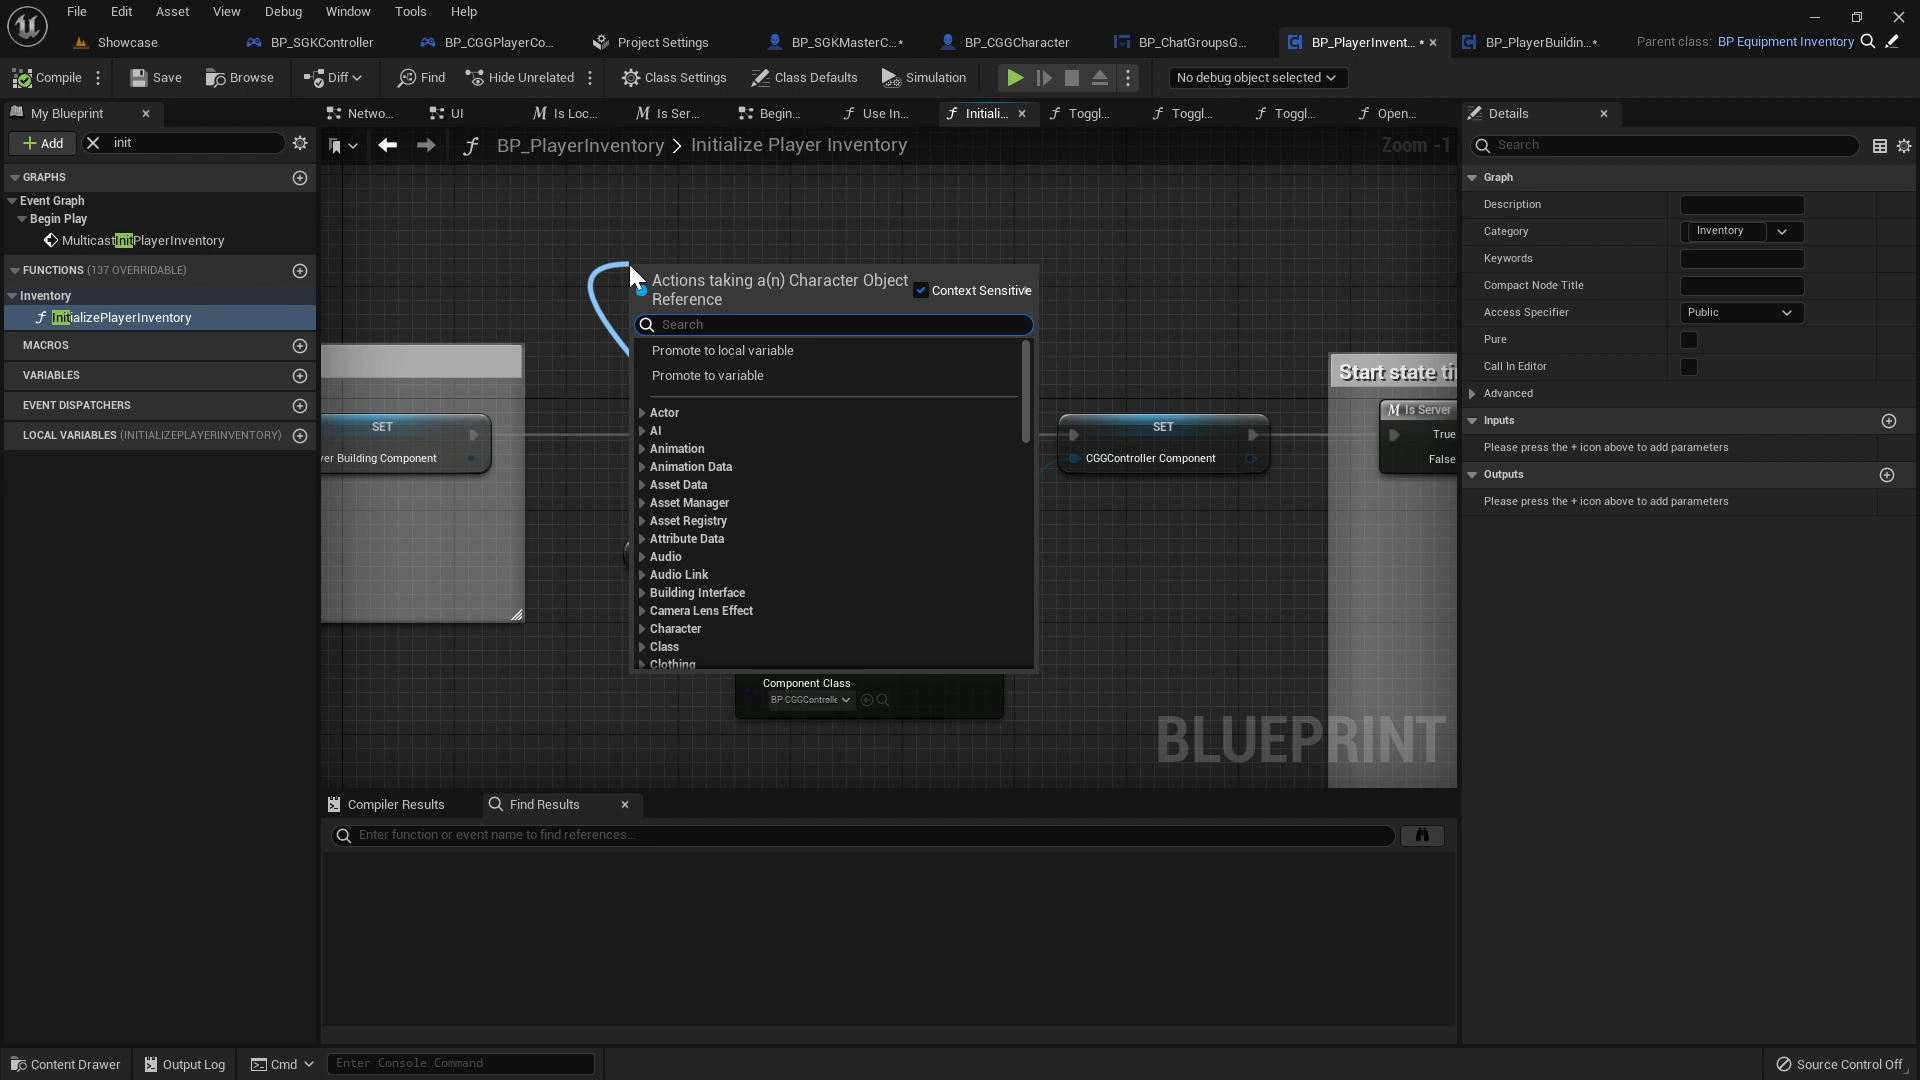 File Edit Asset View Debug Window Tools Help
Showcase BP_SGKController BP_CGGPlayerCo... Project Settings BP_SGKMasterC...* BP_CGGCharacter BP_ChatGroupsG... BP_PlayerInvent...* BP_PlayerBuildin...* Parent class: BP Equipment Inventory
Compile Save Browse Diff Find Hide Unrelated Class Settings Class Defaults Simulation No debug object selected
My Blueprint Netwo... UI Is Loc... Is Ser... Begin... Use In... Initiali... Toggl... Toggl... Toggl... Open... Details
Add init BP_PlayerInventory > Initialize Player Inventory Zoom -1 Search
GRAPHS
Event Graph
Begin Play
MulticastInitPlayerInventory
FUNCTIONS (137 OVERRIDABLE)
Inventory
InitializePlayerInventory
MACROS
VARIABLES
EVENT DISPATCHERS
LOCAL VARIABLES (INITIALIZEPLAYERINVENTORY)
SET
ver Building Component
Actions taking a(n) Character Object
Reference
Context Sensitive
Search
Promote to local variable
Promote to variable
Actor
AI
Animation
Animation Data
Asset Data
Asset Manager
Asset Registry
Attribute Data
Audio
Audio Link
Building Interface
Camera Lens Effect
Character
Class
Clothing
Component Class
BP CGGControlle
SET
CGGController Component
Start state ti
Is Server
True
False
BLUEPRINT
Graph
Description
Category Inventory
Keywords
Compact Node Title
Access Specifier Public
Pure
Call In Editor
Advanced
Inputs
Please press the + icon above to add parameters
Outputs
Please press the + icon above to add parameters
Compiler Results Find Results
Enter function or event name to find references...
Content Drawer Output Log Cmd Enter Console Command Source Control Off